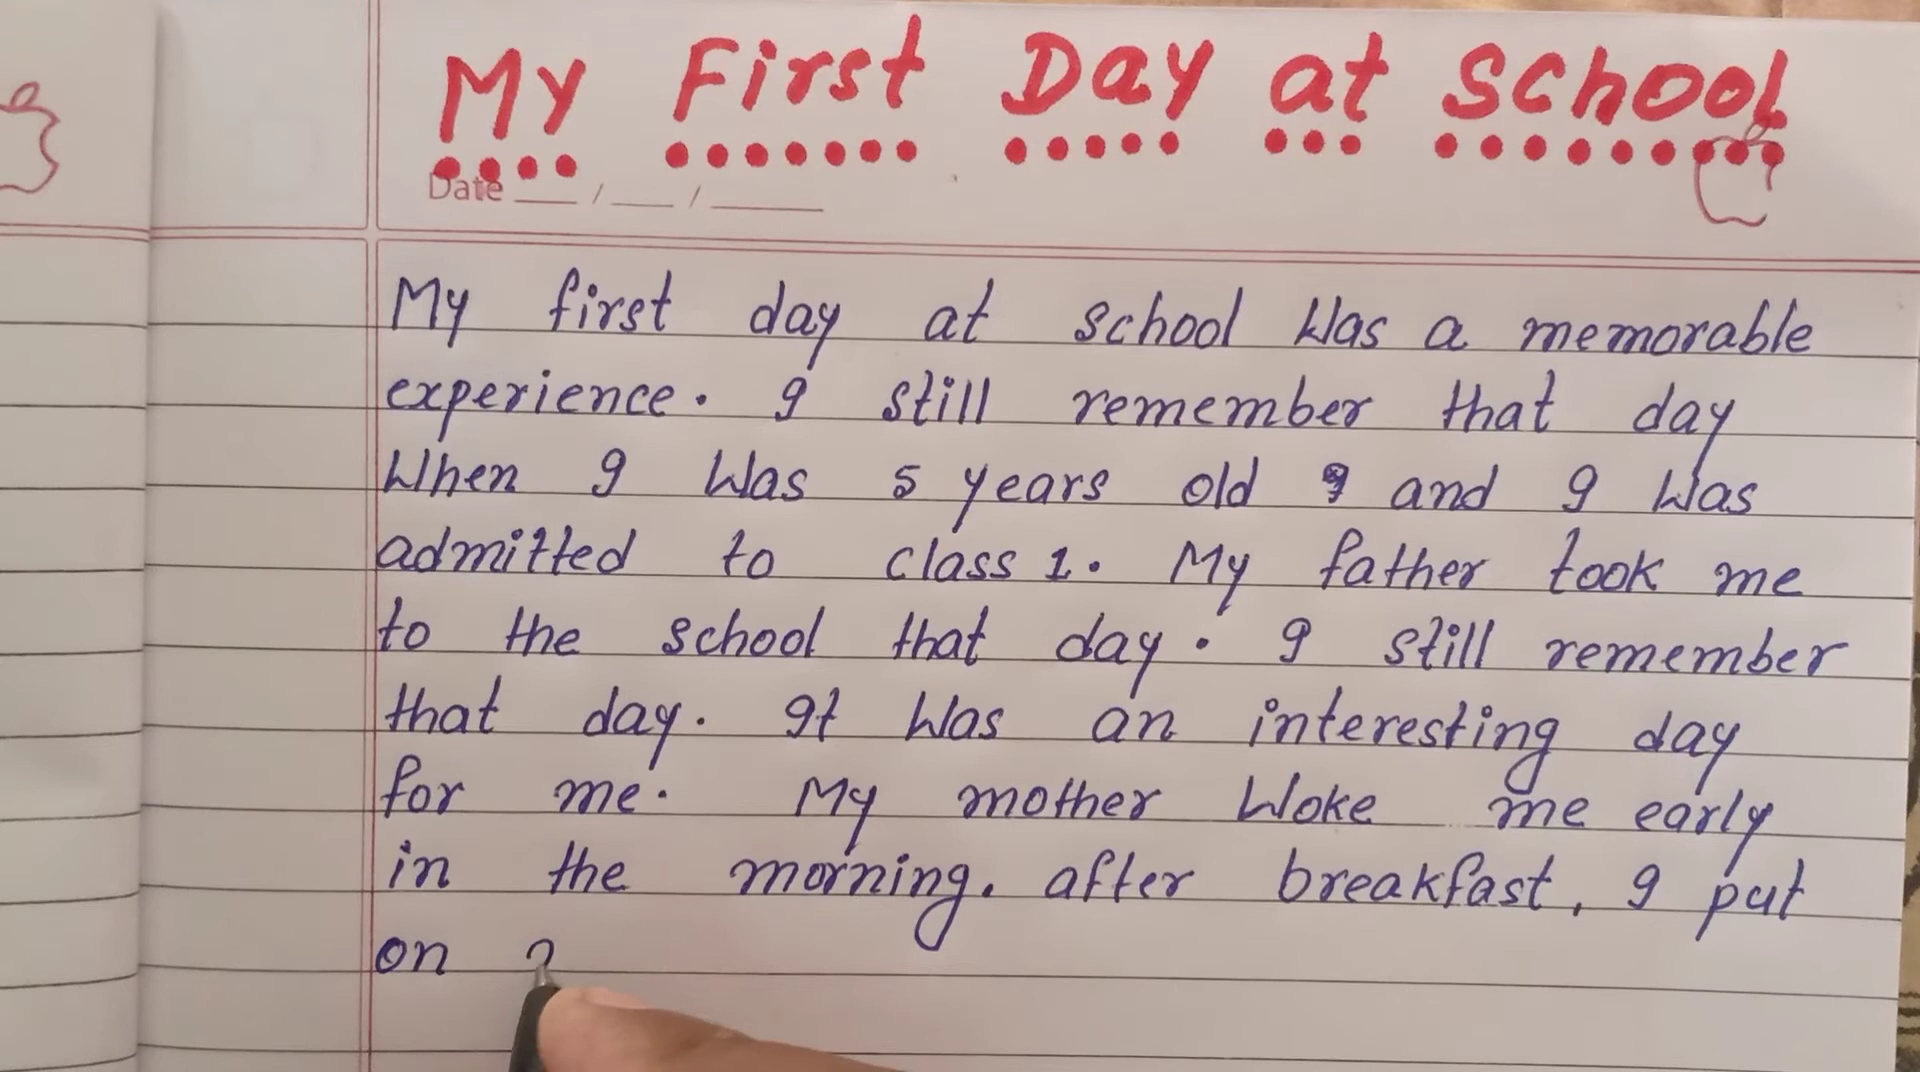 My First Day at School
Date __/__/____
My first day at school was a memorable
experience. I still remember that day
When I was 5 years old and I was
admitted to class 1. My father took me
to the school that day. I still remember
that day. It was an interesting day
for me. My mother woke me early
in the morning. after breakfast, I put
on